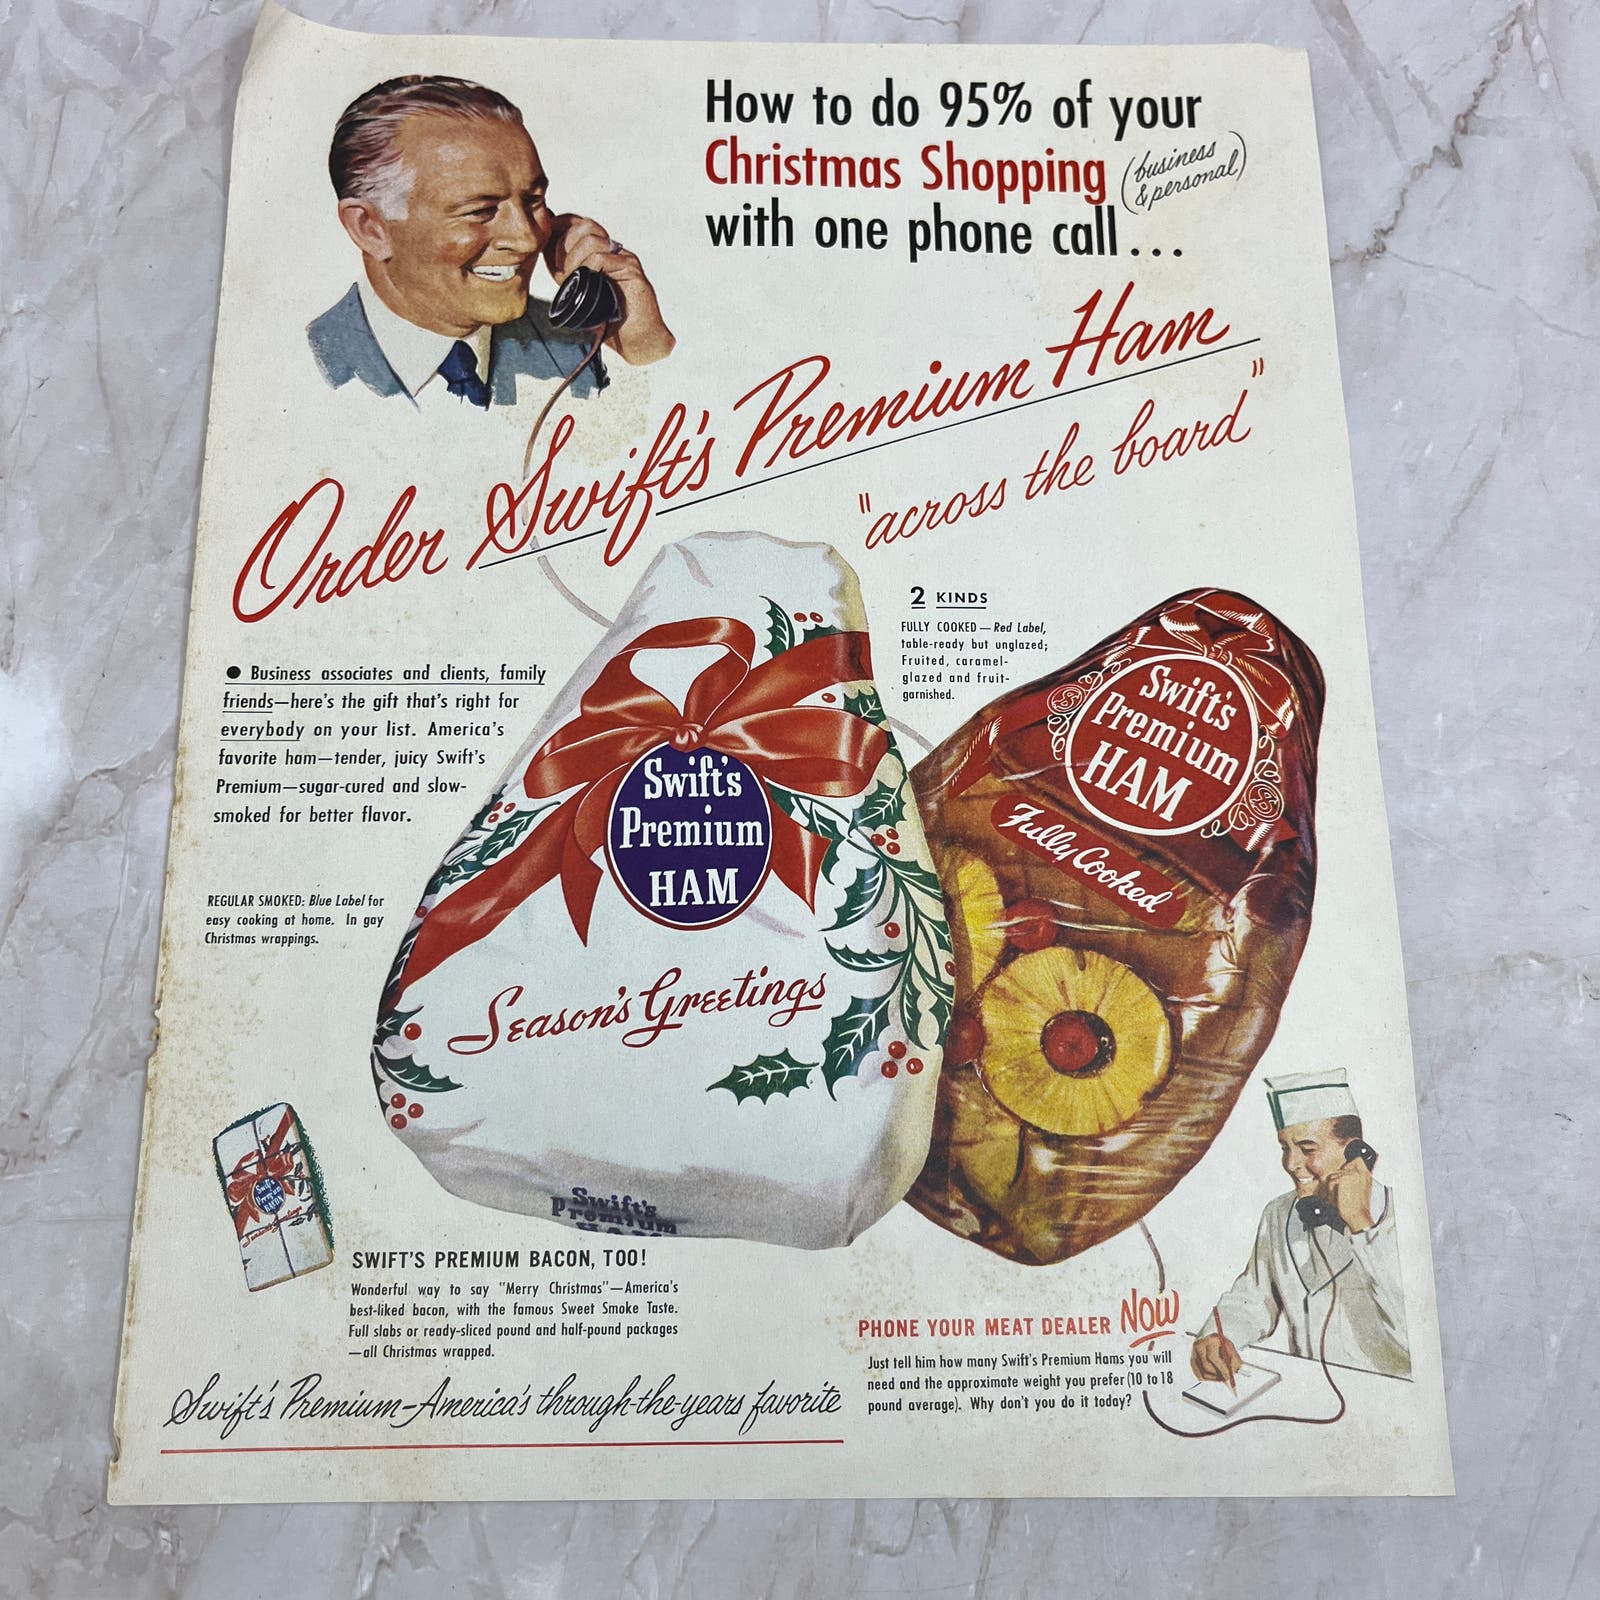 How to do 95% of your
Christmas Shopping (business
& personal)
with one phone call...
Order Swift's Premium Ham
"across the board"
2 KINDS
FULLY COOKED — Red Label,
table-ready but unglazed;
Fruited, caramel-
glazed and fruit-
garnished.
● Business associates and clients, family
friends—here's the gift that's right for
everybody on your list. America's
favorite ham—tender, juicy Swift's
Premium—sugar-cured and slow-
smoked for better flavor.
REGULAR SMOKED: Blue Label for
easy cooking at home. In gay
Christmas wrappings.
Swift's
Premium
HAM
Season's Greetings
Swift's
Premium
Swift's
Premium
HAM
Fully Cooked
S
S
Swift's
Premium
BACON
Season's Greetings
SWIFT'S PREMIUM BACON, TOO!
Wonderful way to say "Merry Christmas"—America's
best-liked bacon, with the famous Sweet Smoke Taste.
Full slabs or ready-sliced pound and half-pound packages
—all Christmas wrapped.
Swift's Premium—America's through-the-years favorite
PHONE YOUR MEAT DEALER NOW
Just tell him how many Swift's Premium Hams you will
need and the approximate weight you prefer (10 to 18
pound average). Why don't you do it today?